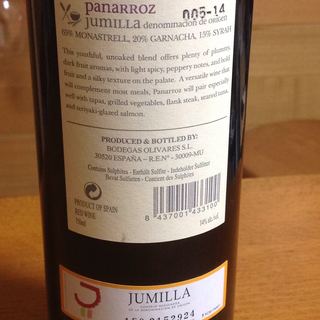 panarroz
005-14
jumilla denominación de origen
65% MONASTRELL, 20% GARNACHA, 15% SYRAH
This youthful, unoaked blend offers plenty of plummy,
dark fruit aromas, with light spicy, peppery notes, and bold
fruit and a silky texture on the palate. A versatile wine that
will complement most meals, Panarroz will pair especially
well with tapas, grilled vegetables, flank steak, seared tuna,
and teriyaki-glazed salmon.
PRODUCED & BOTTLED BY:
BODEGAS OLIVARES S.L.
30520 ESPAÑA - R.E.Nº - 30009-MU
Contains Sulphites - Enthält Sulfite - Indeholder Sulfitter
Bevat Sulfieten - Contient des Sulfites
PRODUCT OF SPAIN
RED WINE
750ml
8 437001 433100
14% alc./vol.
JUMILLA